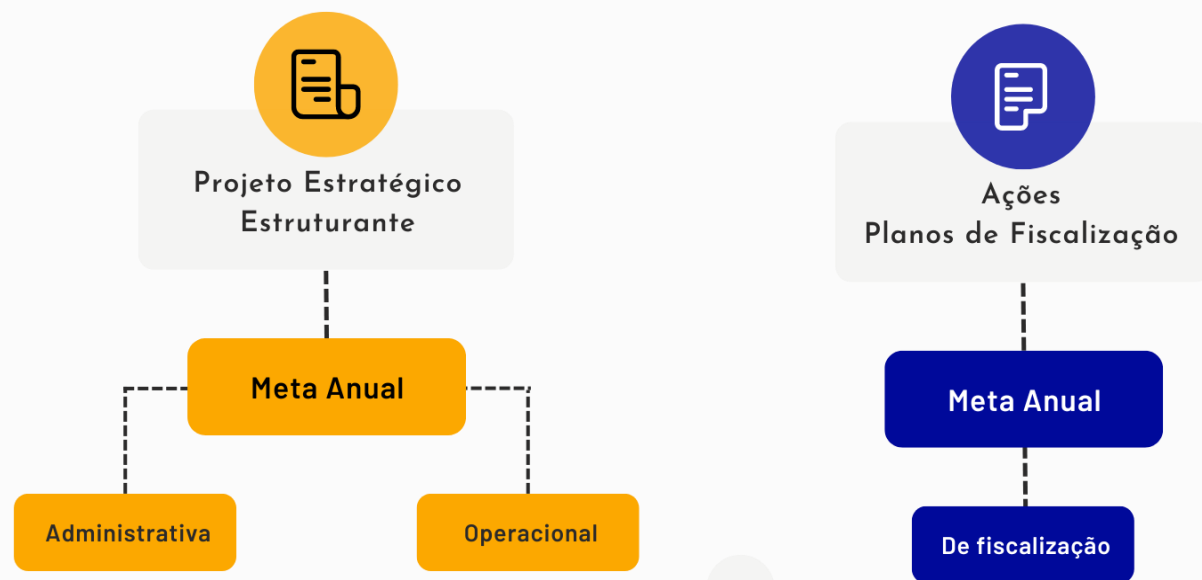 Projeto Estratégico
Estruturante
Meta Anual
Administrativa
Operacional
Ações
Planos de Fiscalização
Meta Anual
De fiscalização